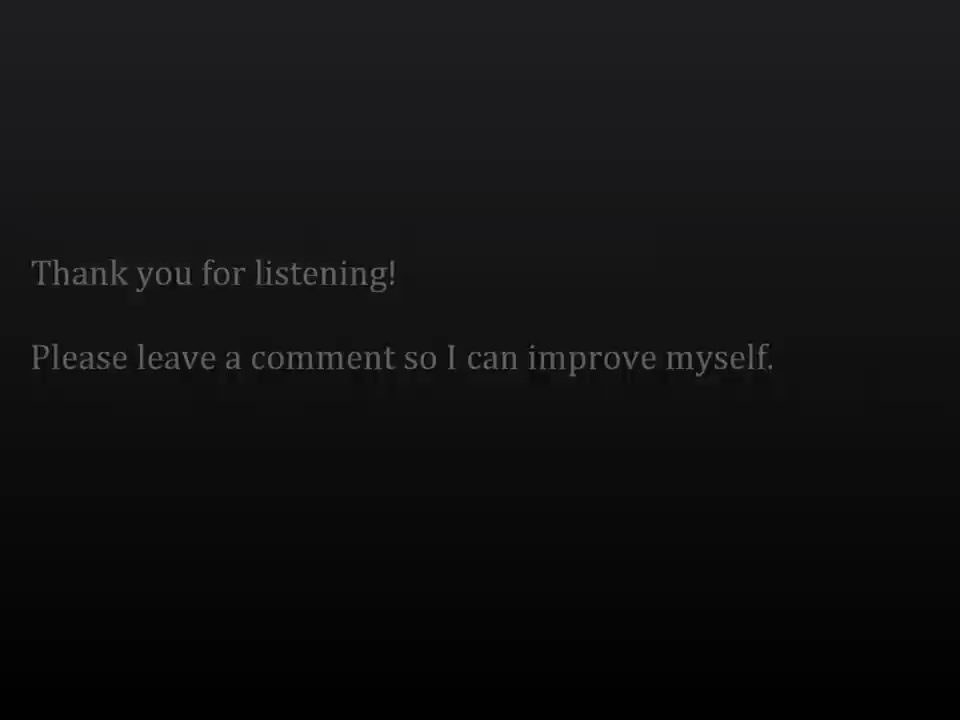 Thank you for listening!
Please leave a comment so I can improve myself.